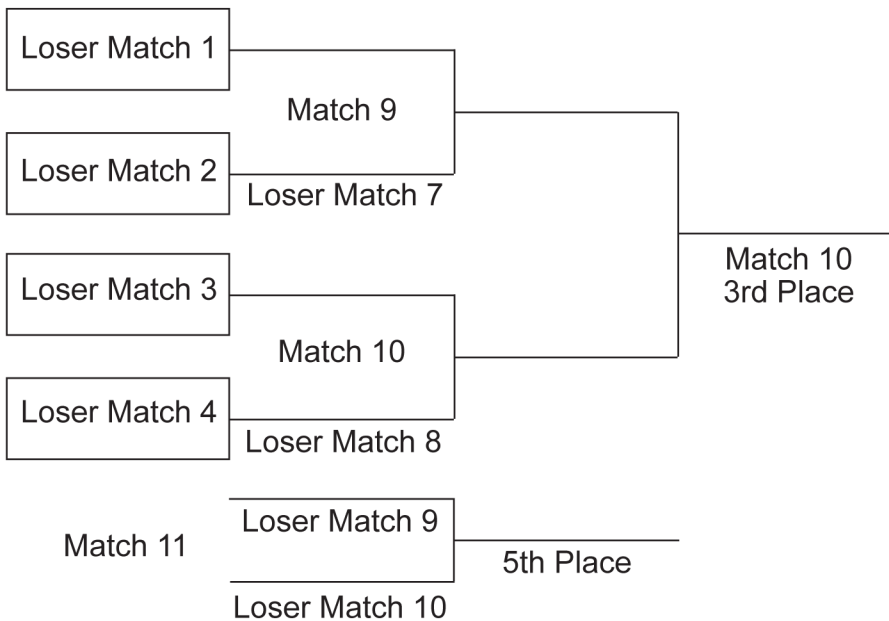 Loser Match 1
Match 9
Loser Match 2
Loser Match 7
Loser Match 3
Match 10
3rd Place
Match 10
Loser Match 4
Loser Match 8
Loser Match 9
Match 11
5th Place
Loser Match 10